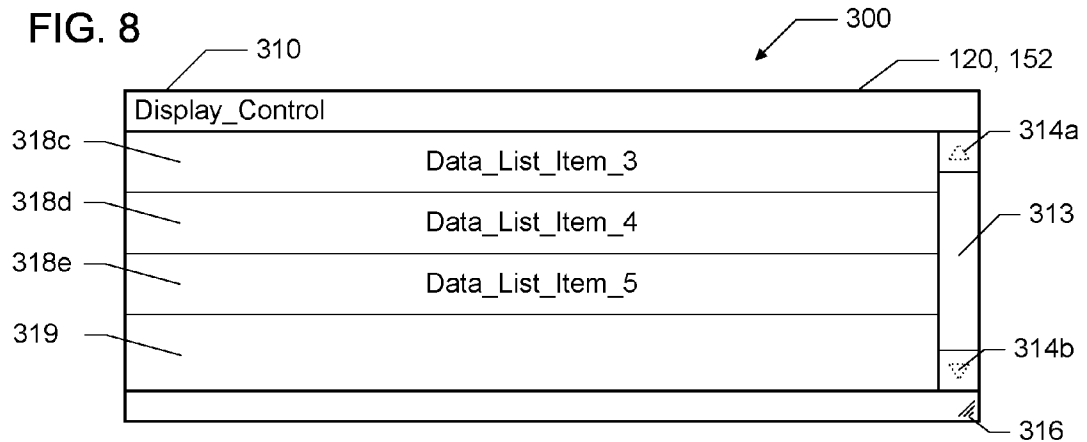 FIG. 8
300
310
120, 152
Display_Control
318c
Data_List_Item_3
314a
318d
Data_List_Item_4
313
318e
Data_List_Item_5
319
314b
316